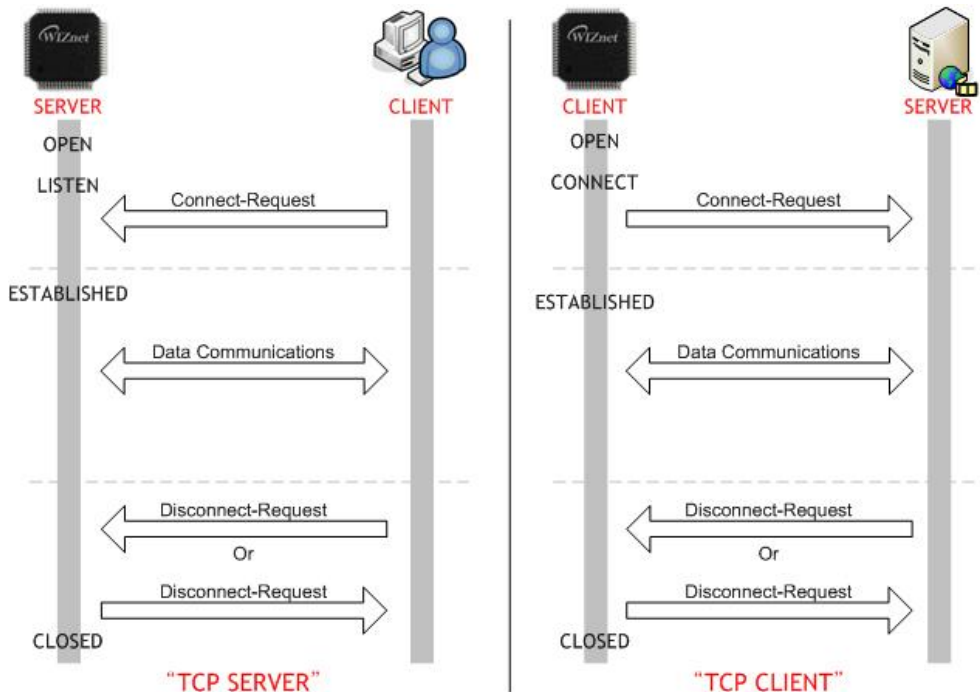 WIZnet
SERVER
CLIENT
OPEN
LISTEN
Connect-Request
ESTABLISHED
Data Communications
Disconnect-Request
Or
Disconnect-Request
CLOSED
“TCP SERVER”
WIZnet
CLIENT
SERVER
OPEN
CONNECT
Connect-Request
ESTABLISHED
Data Communications
Disconnect-Request
Or
Disconnect-Request
CLOSED
“TCP CLIENT”